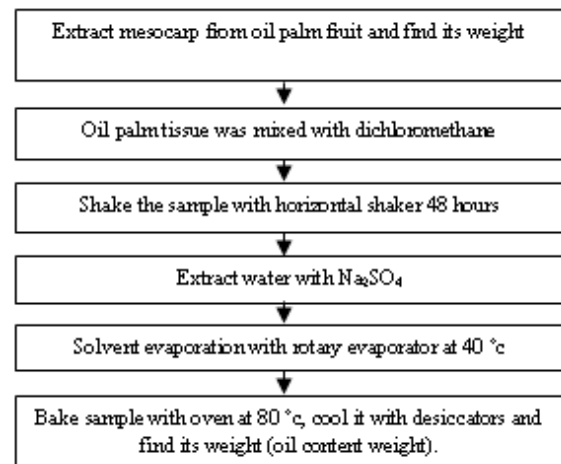 Extract mesocarp from oil palm fruit and find its weight
Oil palm tissue was mixed with dichloromethane
Shake the sample with horizontal shaker 48 hours
Extract water with Na₂SO₄
Solvent evaporation with rotary evaporator at 40 °c
Bake sample with oven at 80 °c, cool it with desiccators and
find its weight (oil content weight).